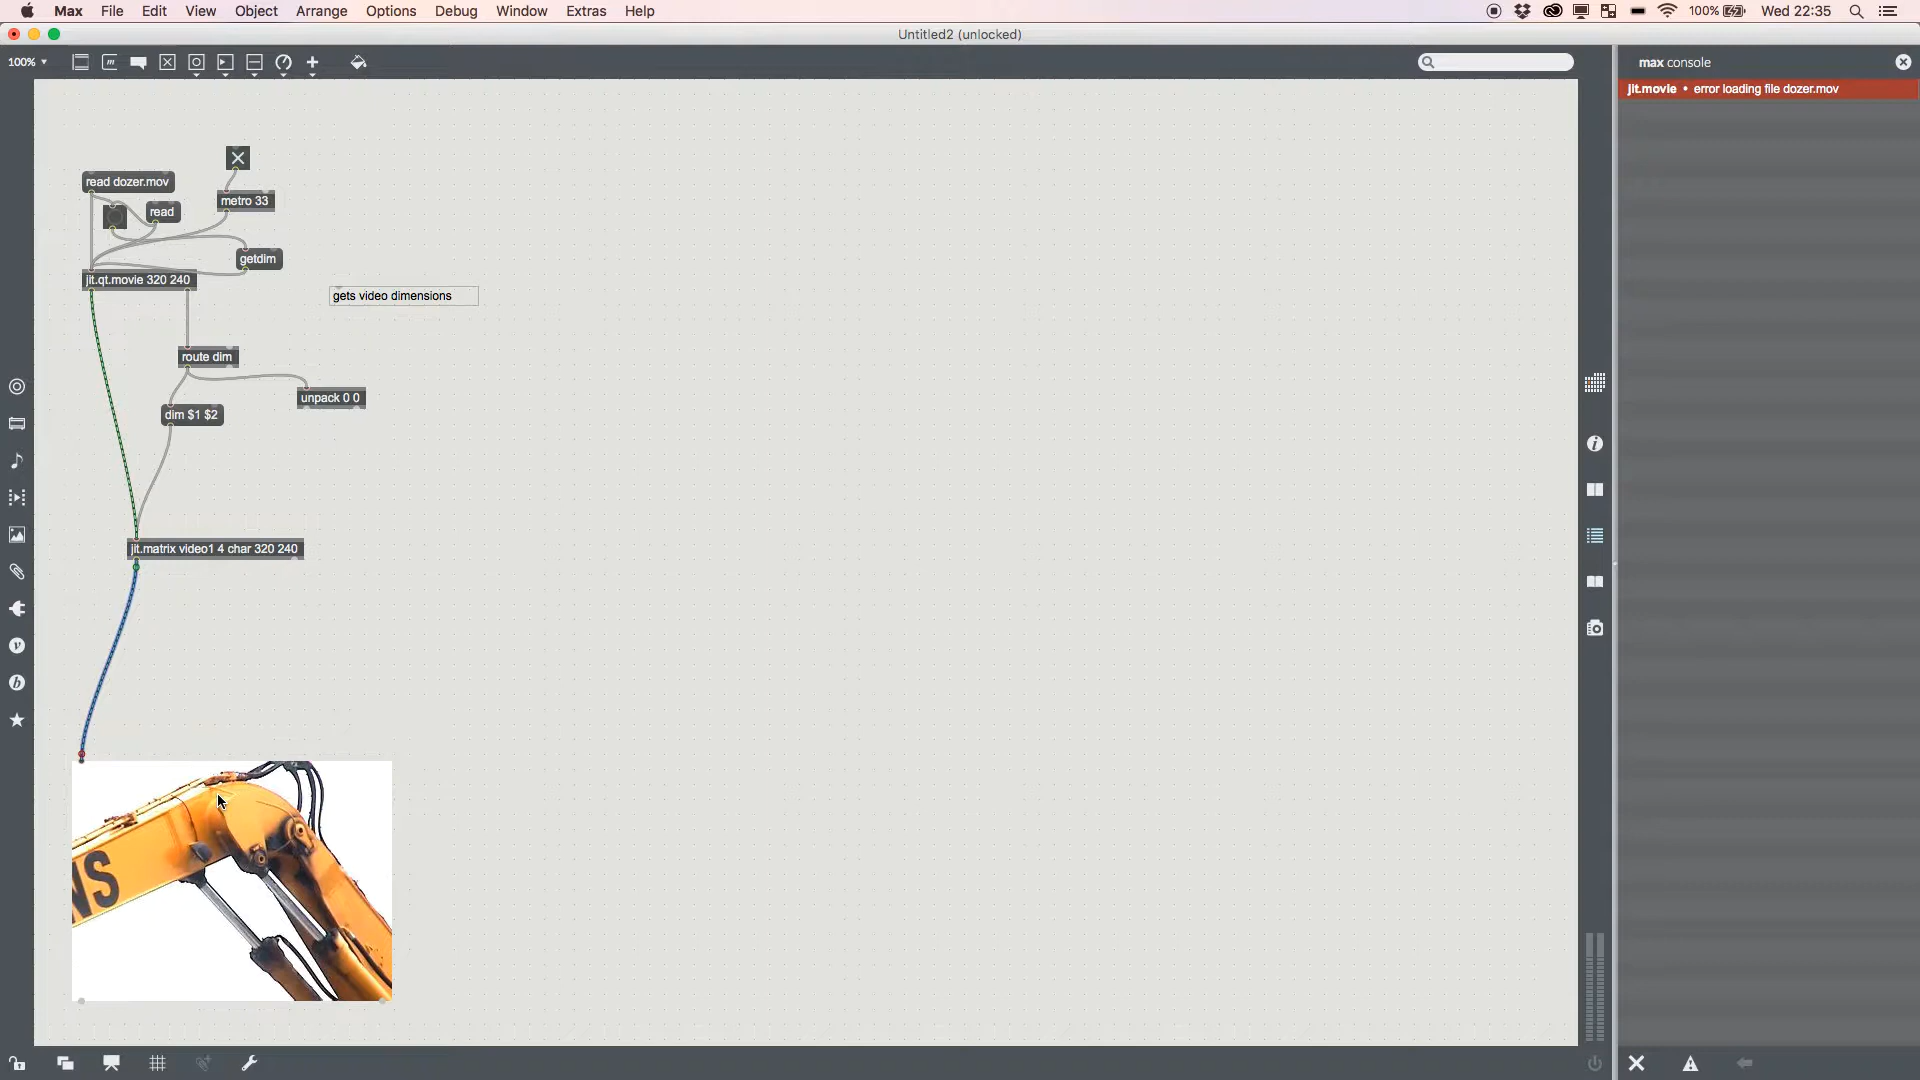 Max File Edit View Object Arrange Options Debug Window Extras Help
100% Wed 22:35
Untitled2 (unlocked)
100%
max console
jit.movie • error loading file dozer.mov
read dozer.mov
read
metro 33
getdim
jit.qt.movie 320 240
gets video dimensions
route dim
unpack 0 0
dim $1 $2
jit.matrix video1 4 char 320 240
NS